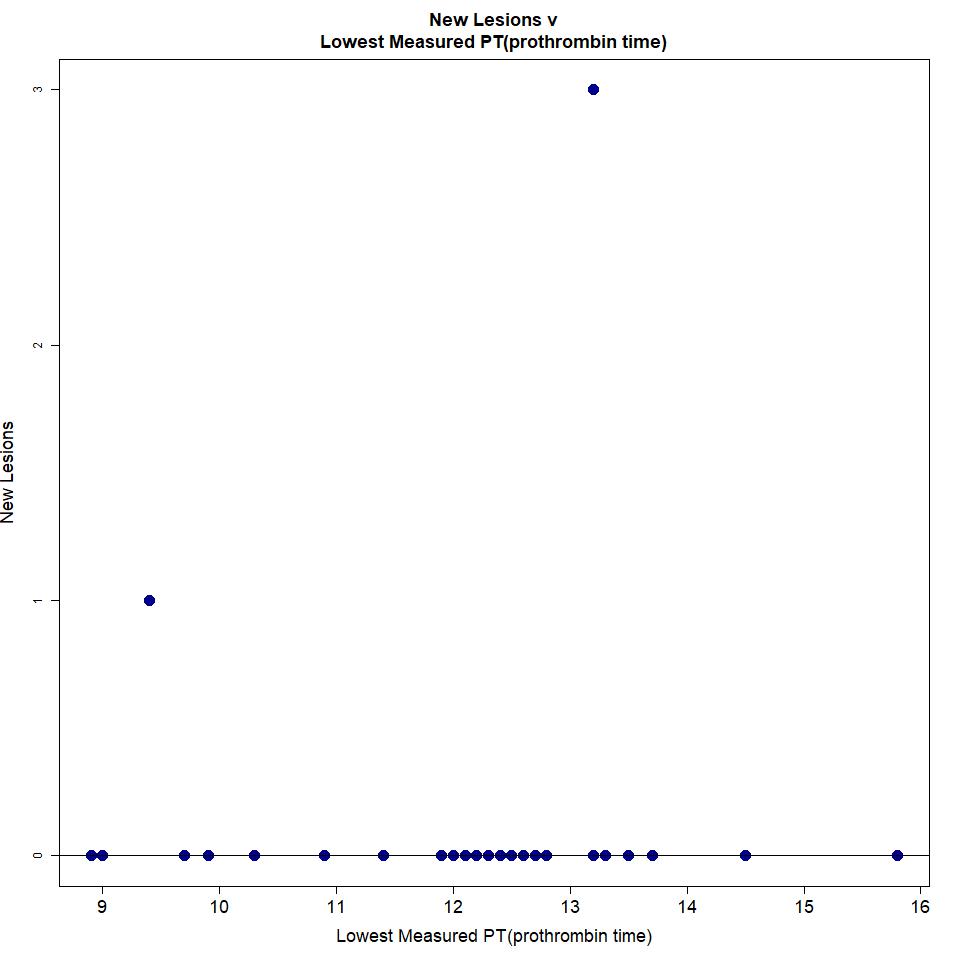 New Lesions v
Lowest Measured PT(prothrombin time)
3
2
1
0
New Lesions
9 10 11 12 13 14 15 16
Lowest Measured PT(prothrombin time)